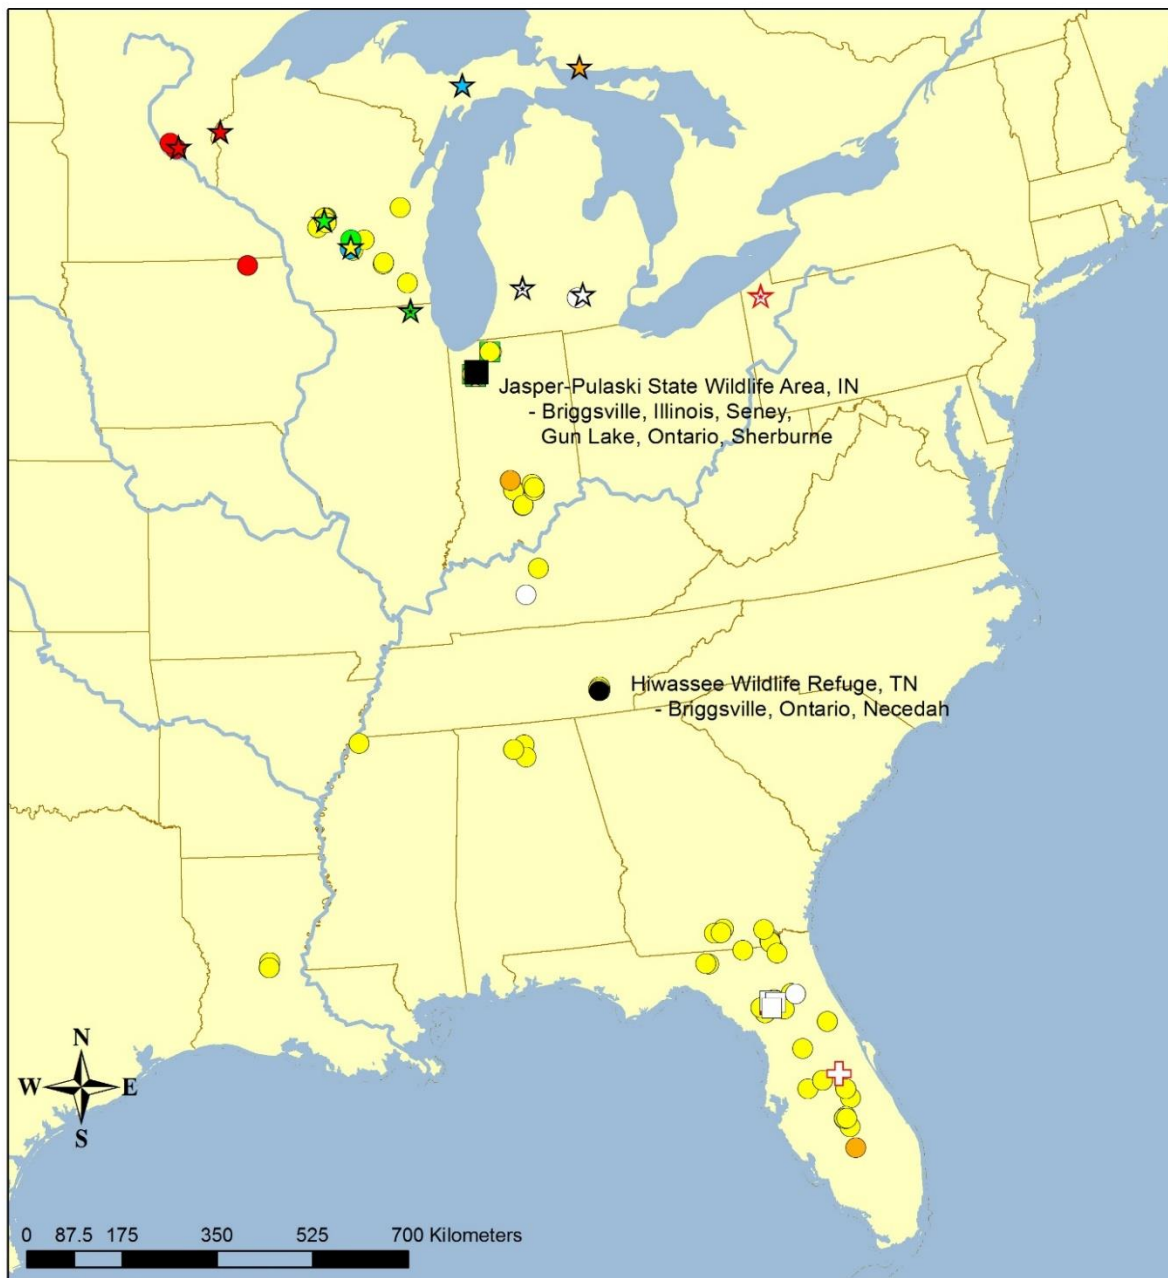 Jasper-Pulaski State Wildlife Area, IN
- Briggsville, Illinois, Seney,
Gun Lake, Ontario, Sherburne
Hiwassee Wildlife Refuge, TN
- Briggsville, Ontario, Necedah
N
W E
S
0 87.5 175 350 525 700 Kilometers